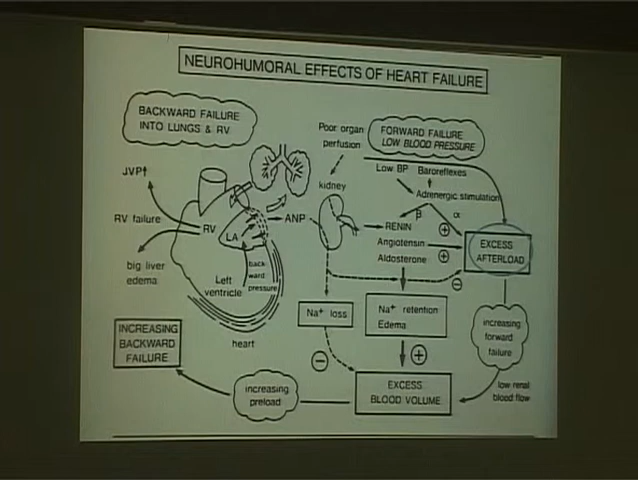 NEUROHUMORAL EFFECTS OF HEART FAILURE
BACKWARD FAILURE
INTO LUNGS & RV
Poor organ
perfusion
FORWARD FAILURE
LOW BLOOD PRESSURE
JVP↑
kidney
Low BP
Baroreflexes
Adrenergic stimulation
RV failure
RV
LA
ANP
β
α
RENIN
+
Angiotensin
Aldosterone
+
−
EXCESS
AFTERLOAD
big liver
edema
Left
ventricle
back
ward
pressure
Na+ loss
Na+ retention
Edema
increasing
forward
failure
INCREASING
BACKWARD
FAILURE
heart
−
+
increasing
preload
EXCESS
BLOOD VOLUME
low renal
blood flow